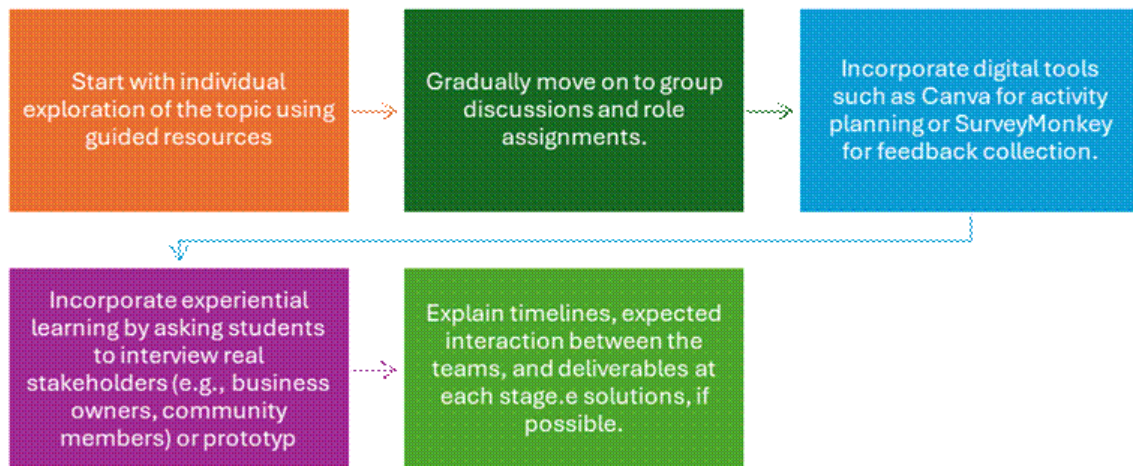 Start with individual
exploration of the topic using
guided resources
Gradually move on to group
discussions and role
assignments.
Incorporate digital tools
such as Canva for activity
planning or SurveyMonkey
for feedback collection.
Incorporate experiential
learning by asking students
to interview real
stakeholders (e.g., business
owners, community
members) or prototyp
Explain timelines, expected
interaction between the
teams, and deliverables at
each stage.e solutions, if
possible.